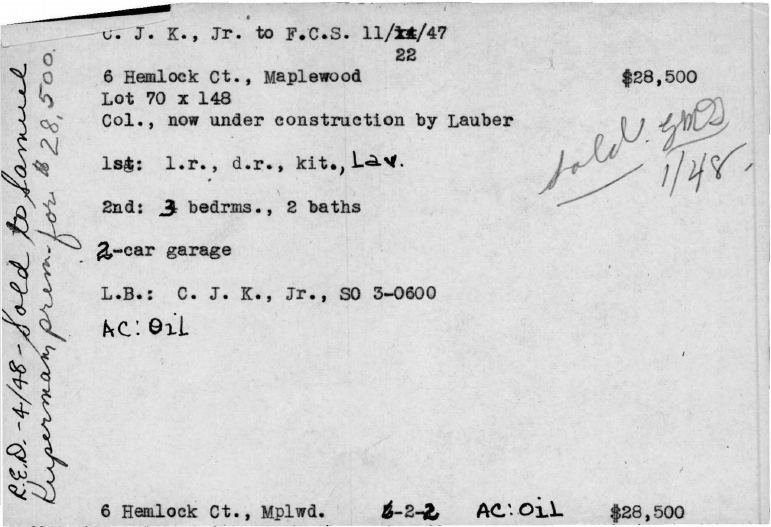 C. J. K., Jr. to F.C.S. 11/14/47
22
6 Hemlock Ct., Maplewood $28,500
Lot 70 x 148
Col., now under construction by Lauber
Sold. GMS
1/48.
1st: l.r., d.r., kit., Lav.
2nd: 3 bedrms., 2 baths
2-car garage
L.B.: C. J. K., Jr., SO 3-0600
AC: Oil
R.E.D. - 4/48 - Sold to Samuel
Kuperman, prem. for $28,500.
6 Hemlock Ct., Mplwd. 6-2-2 AC: Oil $28,500